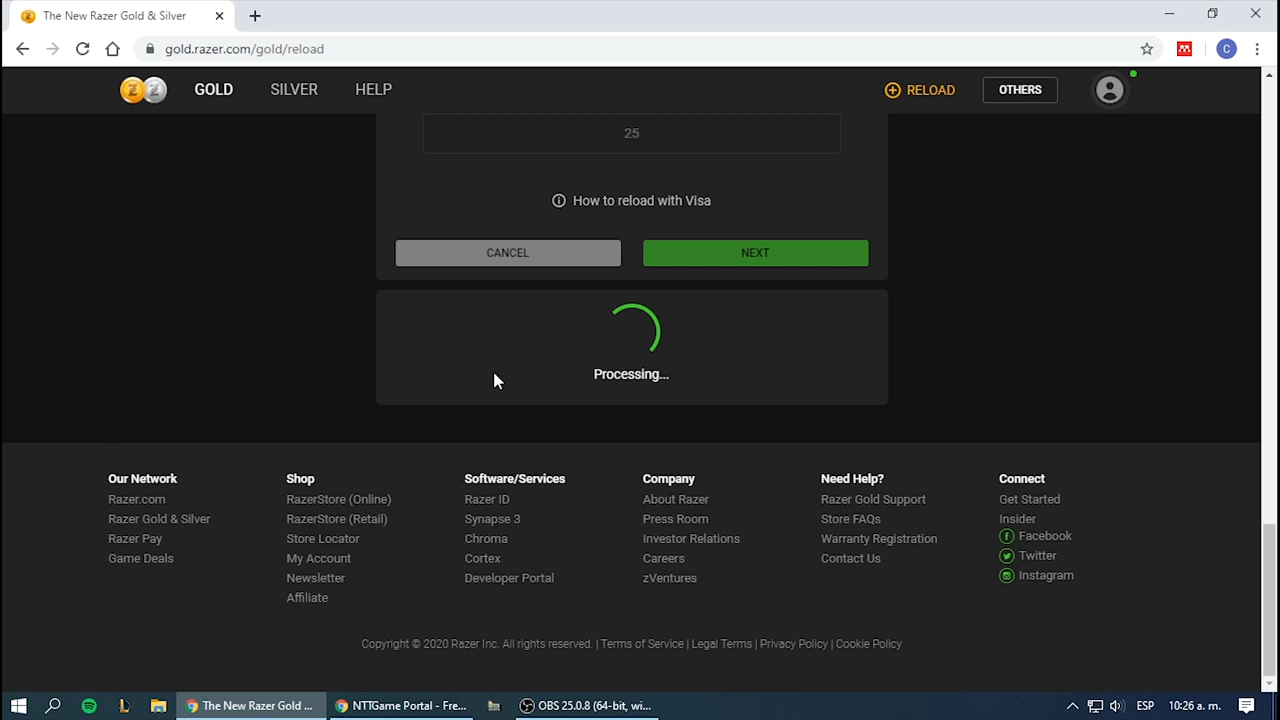 The New Razer Gold & Silver
gold.razer.com/gold/reload
C
GOLD SILVER HELP
RELOAD
OTHERS
25
How to reload with Visa
CANCEL NEXT
Processing...
Our Network
Razer.com
Razer Gold & Silver
Razer Pay
Game Deals
Shop
RazerStore (Online)
RazerStore (Retail)
Store Locator
My Account
Newsletter
Affiliate
Software/Services
Razer ID
Synapse 3
Chroma
Cortex
Developer Portal
Company
About Razer
Press Room
Investor Relations
Careers
zVentures
Need Help?
Razer Gold Support
Store FAQs
Warranty Registration
Contact Us
Connect
Get Started
Insider
Facebook
Twitter
Instagram
Copyright © 2020 Razer Inc. All rights reserved. | Terms of Service | Legal Terms | Privacy Policy | Cookie Policy
The New Razer Gold ...
NTTGame Portal - Fre...
OBS 25.0.8 (64-bit, wi...
ESP
10:26 a. m.